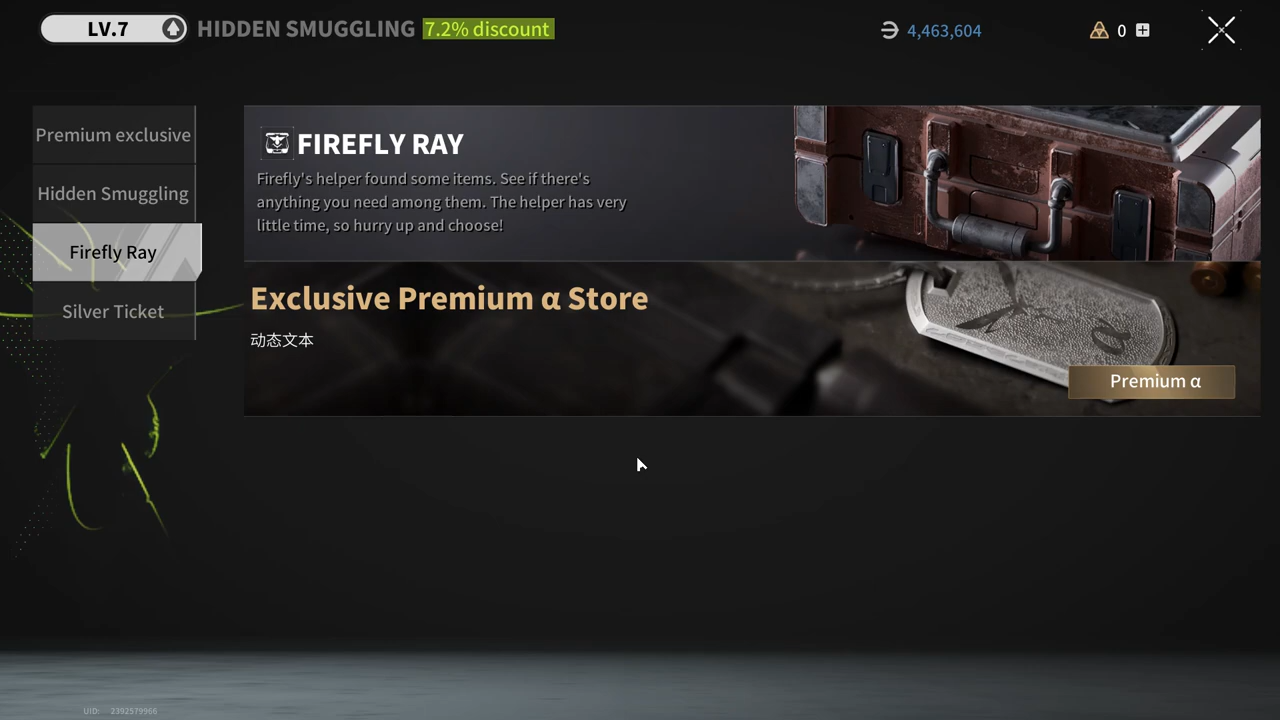 LV.7 HIDDEN SMUGGLING 7.2% discount 4,463,604 0
Premium exclusive
Hidden Smuggling
Firefly Ray
Silver Ticket
FIREFLY RAY
Firefly's helper found some items. See if there's
anything you need among them. The helper has very
little time, so hurry up and choose!
Exclusive Premium α Store
动态文本
α
Premium α
UID: 2392579966